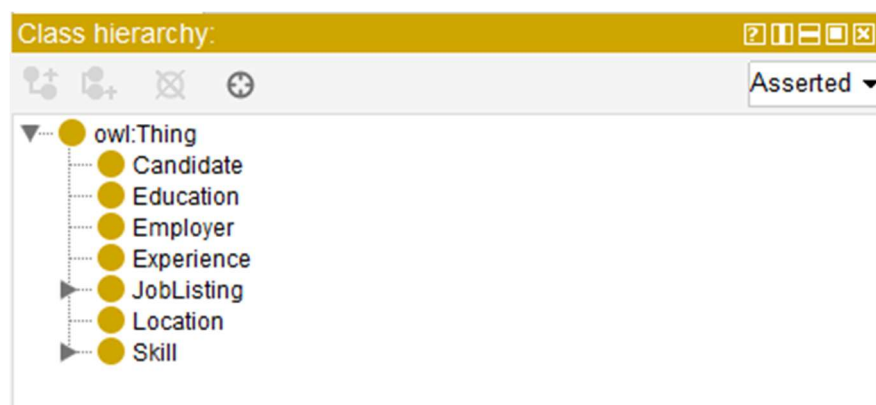 Class hierarchy:
Asserted
owl:Thing
Candidate
Education
Employer
Experience
JobListing
Location
Skill